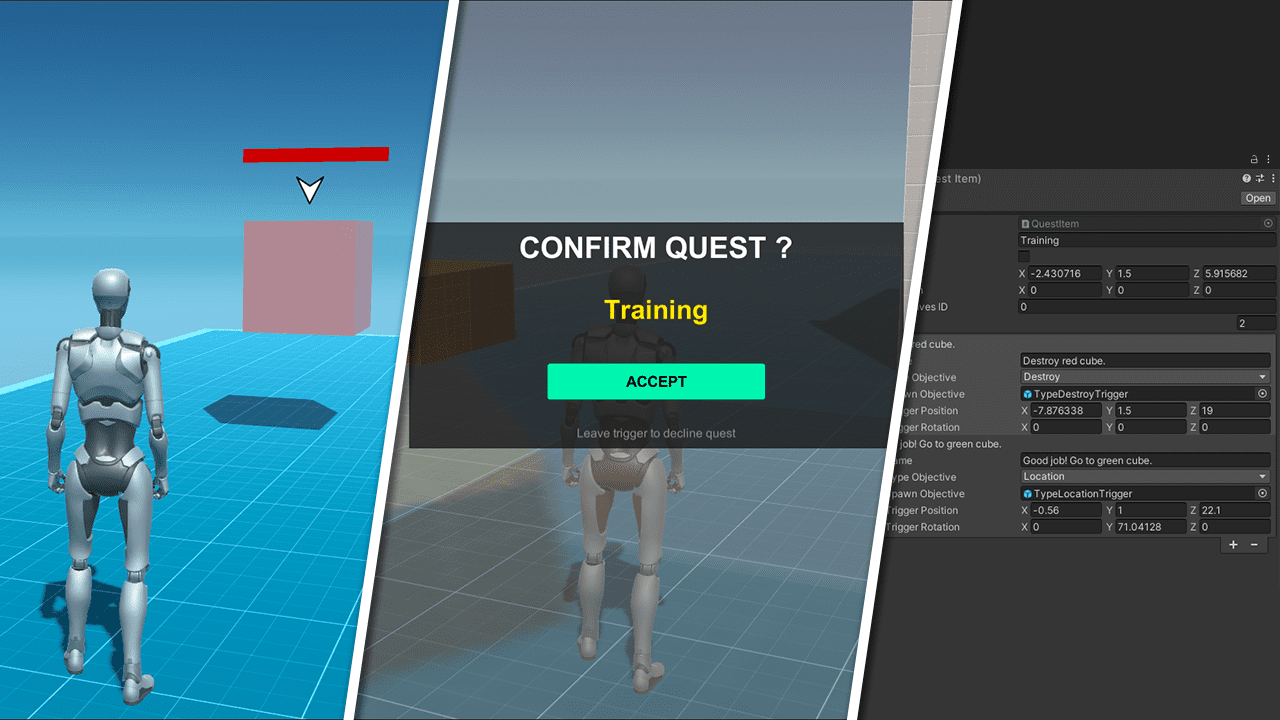 CONFIRM QUEST ?
Training
ACCEPT
Leave trigger to decline quest
est Item)
Open
QuestItem
Training
X -2.430716 Y 1.5 Z 5.915682
X 0 Y 0 Z 0
ves ID 0
2
red cube.
Destroy red cube.
Objective Destroy
wn Objective TypeDestroyTrigger
gger Position X -7.876338 Y 1.5 Z 19
gger Rotation X 0 Y 0 Z 0
job! Go to green cube.
ame Good job! Go to green cube.
ype Objective Location
pawn Objective TypeLocationTrigger
Trigger Position X -0.56 Y 1 Z 22.1
Trigger Rotation X 0 Y 71.04128 Z 0
+ −